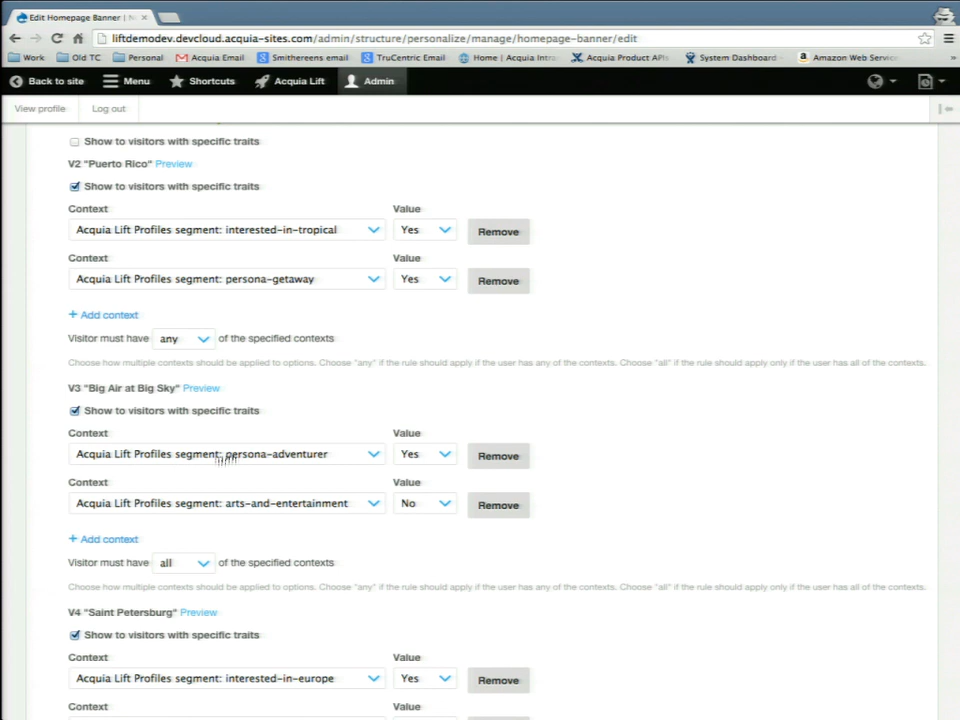 Edit Homepage Banner |
liftdemodev.devcloud.acquia-sites.com/admin/structure/personalize/manage/homepage-banner/edit
Work Old TC Personal Acquia Email Smithereens email TruCentric Email Home | Acquia Intra Acquia Product API System Dashboard Amazon Web Servic »
Back to site Menu Shortcuts Acquia Lift Admin
View profile Log out
Show to visitors with specific traits
V2 "Puerto Rico" Preview
Show to visitors with specific traits
Context Value
Acquia Lift Profiles segment: interested-in-tropical Yes Remove
Context Value
Acquia Lift Profiles segment: persona-getaway Yes Remove
+ Add context
Visitor must have any of the specified contexts
Choose how multiple contexts should be applied to options. Choose "any" if the rule should apply if the user has any of the contexts. Choose "all" if the rule should apply only if the user has all of the contexts.
V3 "Big Air at Big Sky" Preview
Show to visitors with specific traits
Context Value
Acquia Lift Profiles segment: persona-adventurer Yes Remove
Context Value
Acquia Lift Profiles segment: arts-and-entertainment No Remove
+ Add context
Visitor must have all of the specified contexts
Choose how multiple contexts should be applied to options. Choose "any" if the rule should apply if the user has any of the contexts. Choose "all" if the rule should apply only if the user has all of the contexts.
V4 "Saint Petersburg" Preview
Show to visitors with specific traits
Context Value
Acquia Lift Profiles segment: interested-in-europe Yes Remove
Context Value